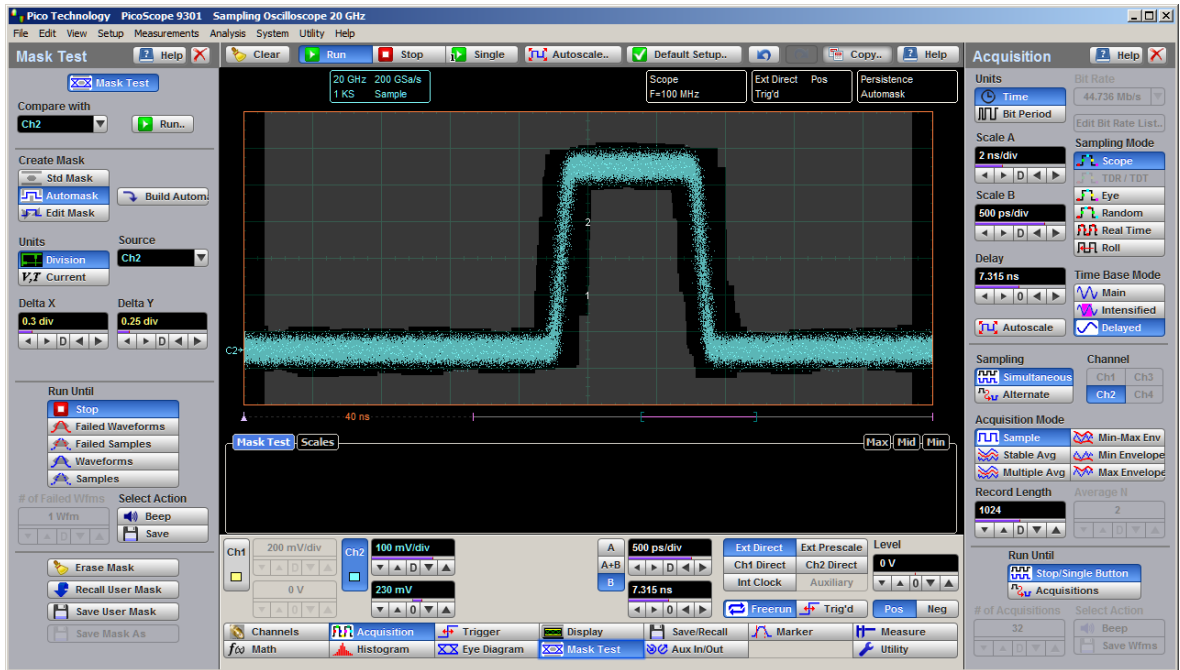 Pico Technology PicoScope 9301 Sampling Oscilloscope 20 GHz
File Edit View Setup Measurements Analysis System Utility Help
Mask Test Help
Mask Test
Compare with
Ch2 Run..
Create Mask
Std Mask
Automask Build Autom
Edit Mask
Units Source
Division Ch2
V,T Current
Delta X Delta Y
0.3 div 0.25 div
D D
Run Until
Stop
Failed Waveforms
Failed Samples
Waveforms
Samples
# of Failed Wfms Select Action
1 Wfm Beep
D Save
Erase Mask
Recall User Mask
Save User Mask
Save Mask As
Clear Run Stop Single Autoscale.. Default Setup.. Copy.. Help
20 GHz 200 GSa/s
1 KS Sample
Scope
F=100 MHz
Ext Direct Pos
Trig'd
Persistence
Automask
2
1
C2
40 ns
Mask Test Scales Max Mid Min
Ch1 200 mV/div Ch2 100 mV/div A 500 ps/div Ext Direct Ext Prescale Level
D D A+B D Ch1 Direct Ch2 Direct 0 V
0 V 230 mV B 7.315 ns Int Clock Auxiliary 0
0 0 0 Freerun Trig'd Pos Neg
Channels Acquisition Trigger Display Save/Recall Marker Measure
f(x) Math Histogram Eye Diagram Mask Test Aux In/Out Utility
Acquisition Help
Units Bit Rate
Time 44.736 Mb/s
Bit Period Edit Bit Rate List..
Scale A Sampling Mode
2 ns/div Scope
D TDR / TDT
Scale B Eye
500 ps/div Random
D Real Time
Roll
Delay
7.315 ns Time Base Mode
0 Main
Intensified
Autoscale Delayed
Sampling Channel
Simultaneous Ch1 Ch3
Alternate Ch2 Ch4
Acquisition Mode
Sample Min-Max Env
Stable Avg Min Envelope
Multiple Avg Max Envelope
Record Length Average N
1024 2
D D
Run Until
Stop/Single Button
Acquisitions
# of Acquisitions Select Action
32 Beep
D Save Wfms